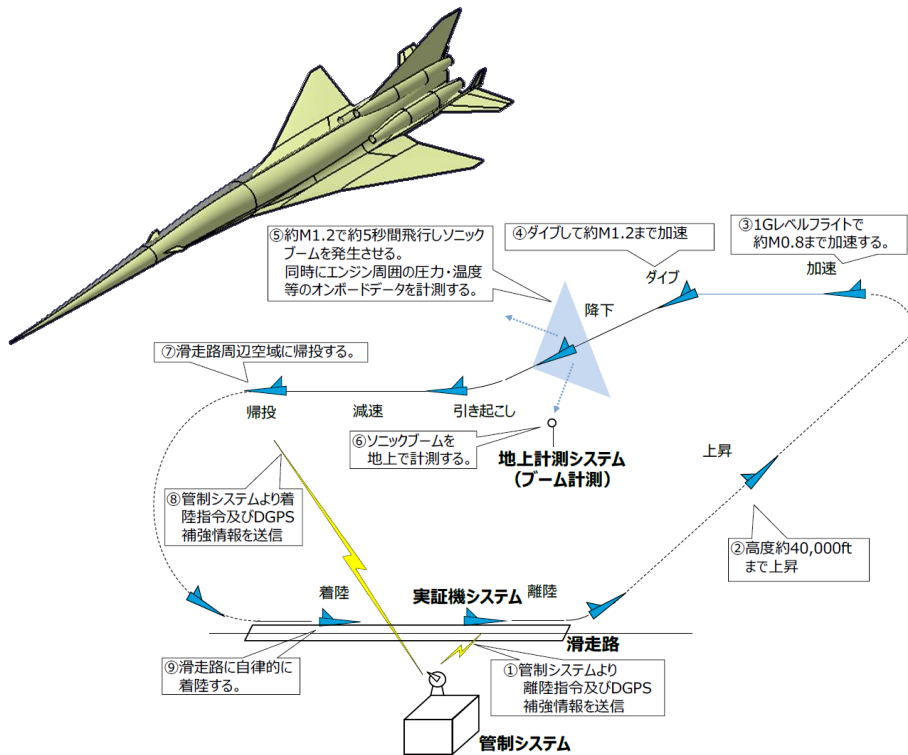 ⑤約M1.2で約5秒間飛行しソニック
ブームを発生させる。
同時にエンジン周囲の圧力・温度
等のオンボードデータを計測する。
④ダイブして約M1.2まで加速
③1Gレベルフライトで
約M0.8まで加速する。
ダイブ
加速
降下
⑦滑走路周辺空域に帰投する。
帰投
減速
引き起こし
⑥ソニックブームを
地上で計測する。
地上計測システム
（ブーム計測）
上昇
⑧管制システムより着
陸指令及びDGPS
補強情報を送信
②高度約40,000ft
まで上昇
着陸
実証機システム
離陸
滑走路
⑨滑走路に自律的に
着陸する。
①管制システムより
離陸指令及びDGPS
補強情報を送信
管制システム